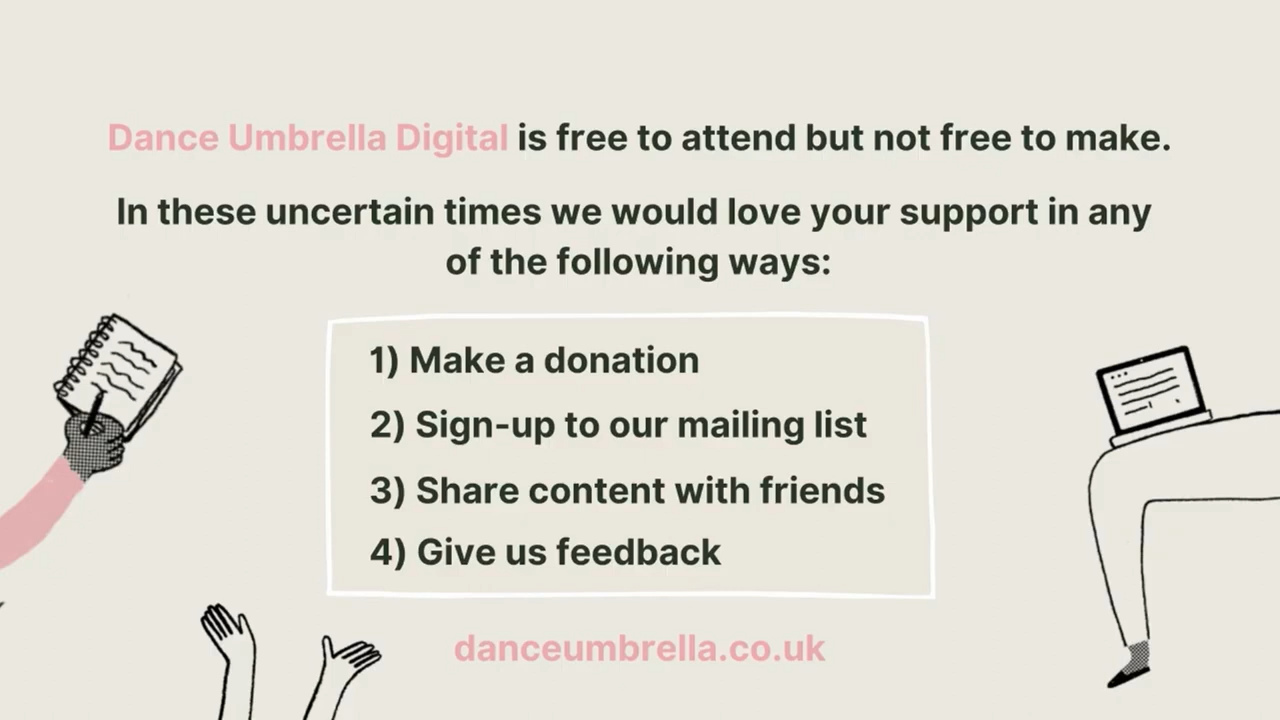 Dance Umbrella Digital is free to attend but not free to make.
In these uncertain times we would love your support in any
of the following ways:
1) Make a donation
2) Sign-up to our mailing list
3) Share content with friends
4) Give us feedback
danceumbrella.co.uk